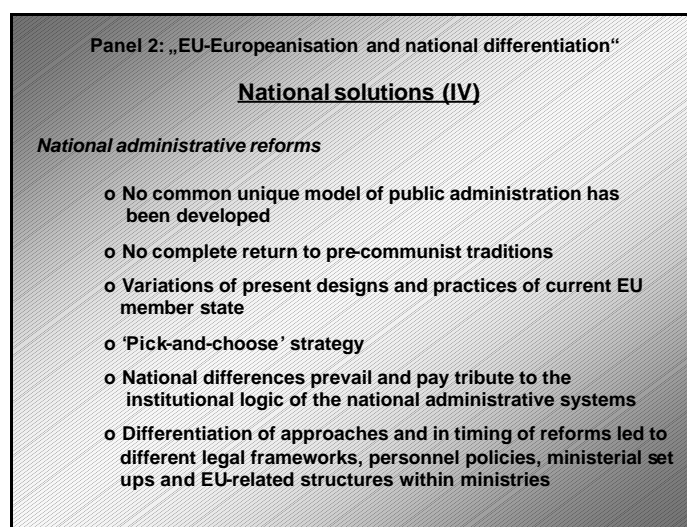 Panel 2: „EU-Europeanisation and national differentiation“
National solutions (IV)
National administrative reforms
o No common unique model of public administration has
been developed
o No complete return to pre-communist traditions
o Variations of present designs and practices of current EU
member state
o ‘Pick-and-choose’ strategy
o National differences prevail and pay tribute to the
institutional logic of the national administrative systems
o Differentiation of approaches and in timing of reforms led to
different legal frameworks, personnel policies, ministerial set
ups and EU-related structures within ministries